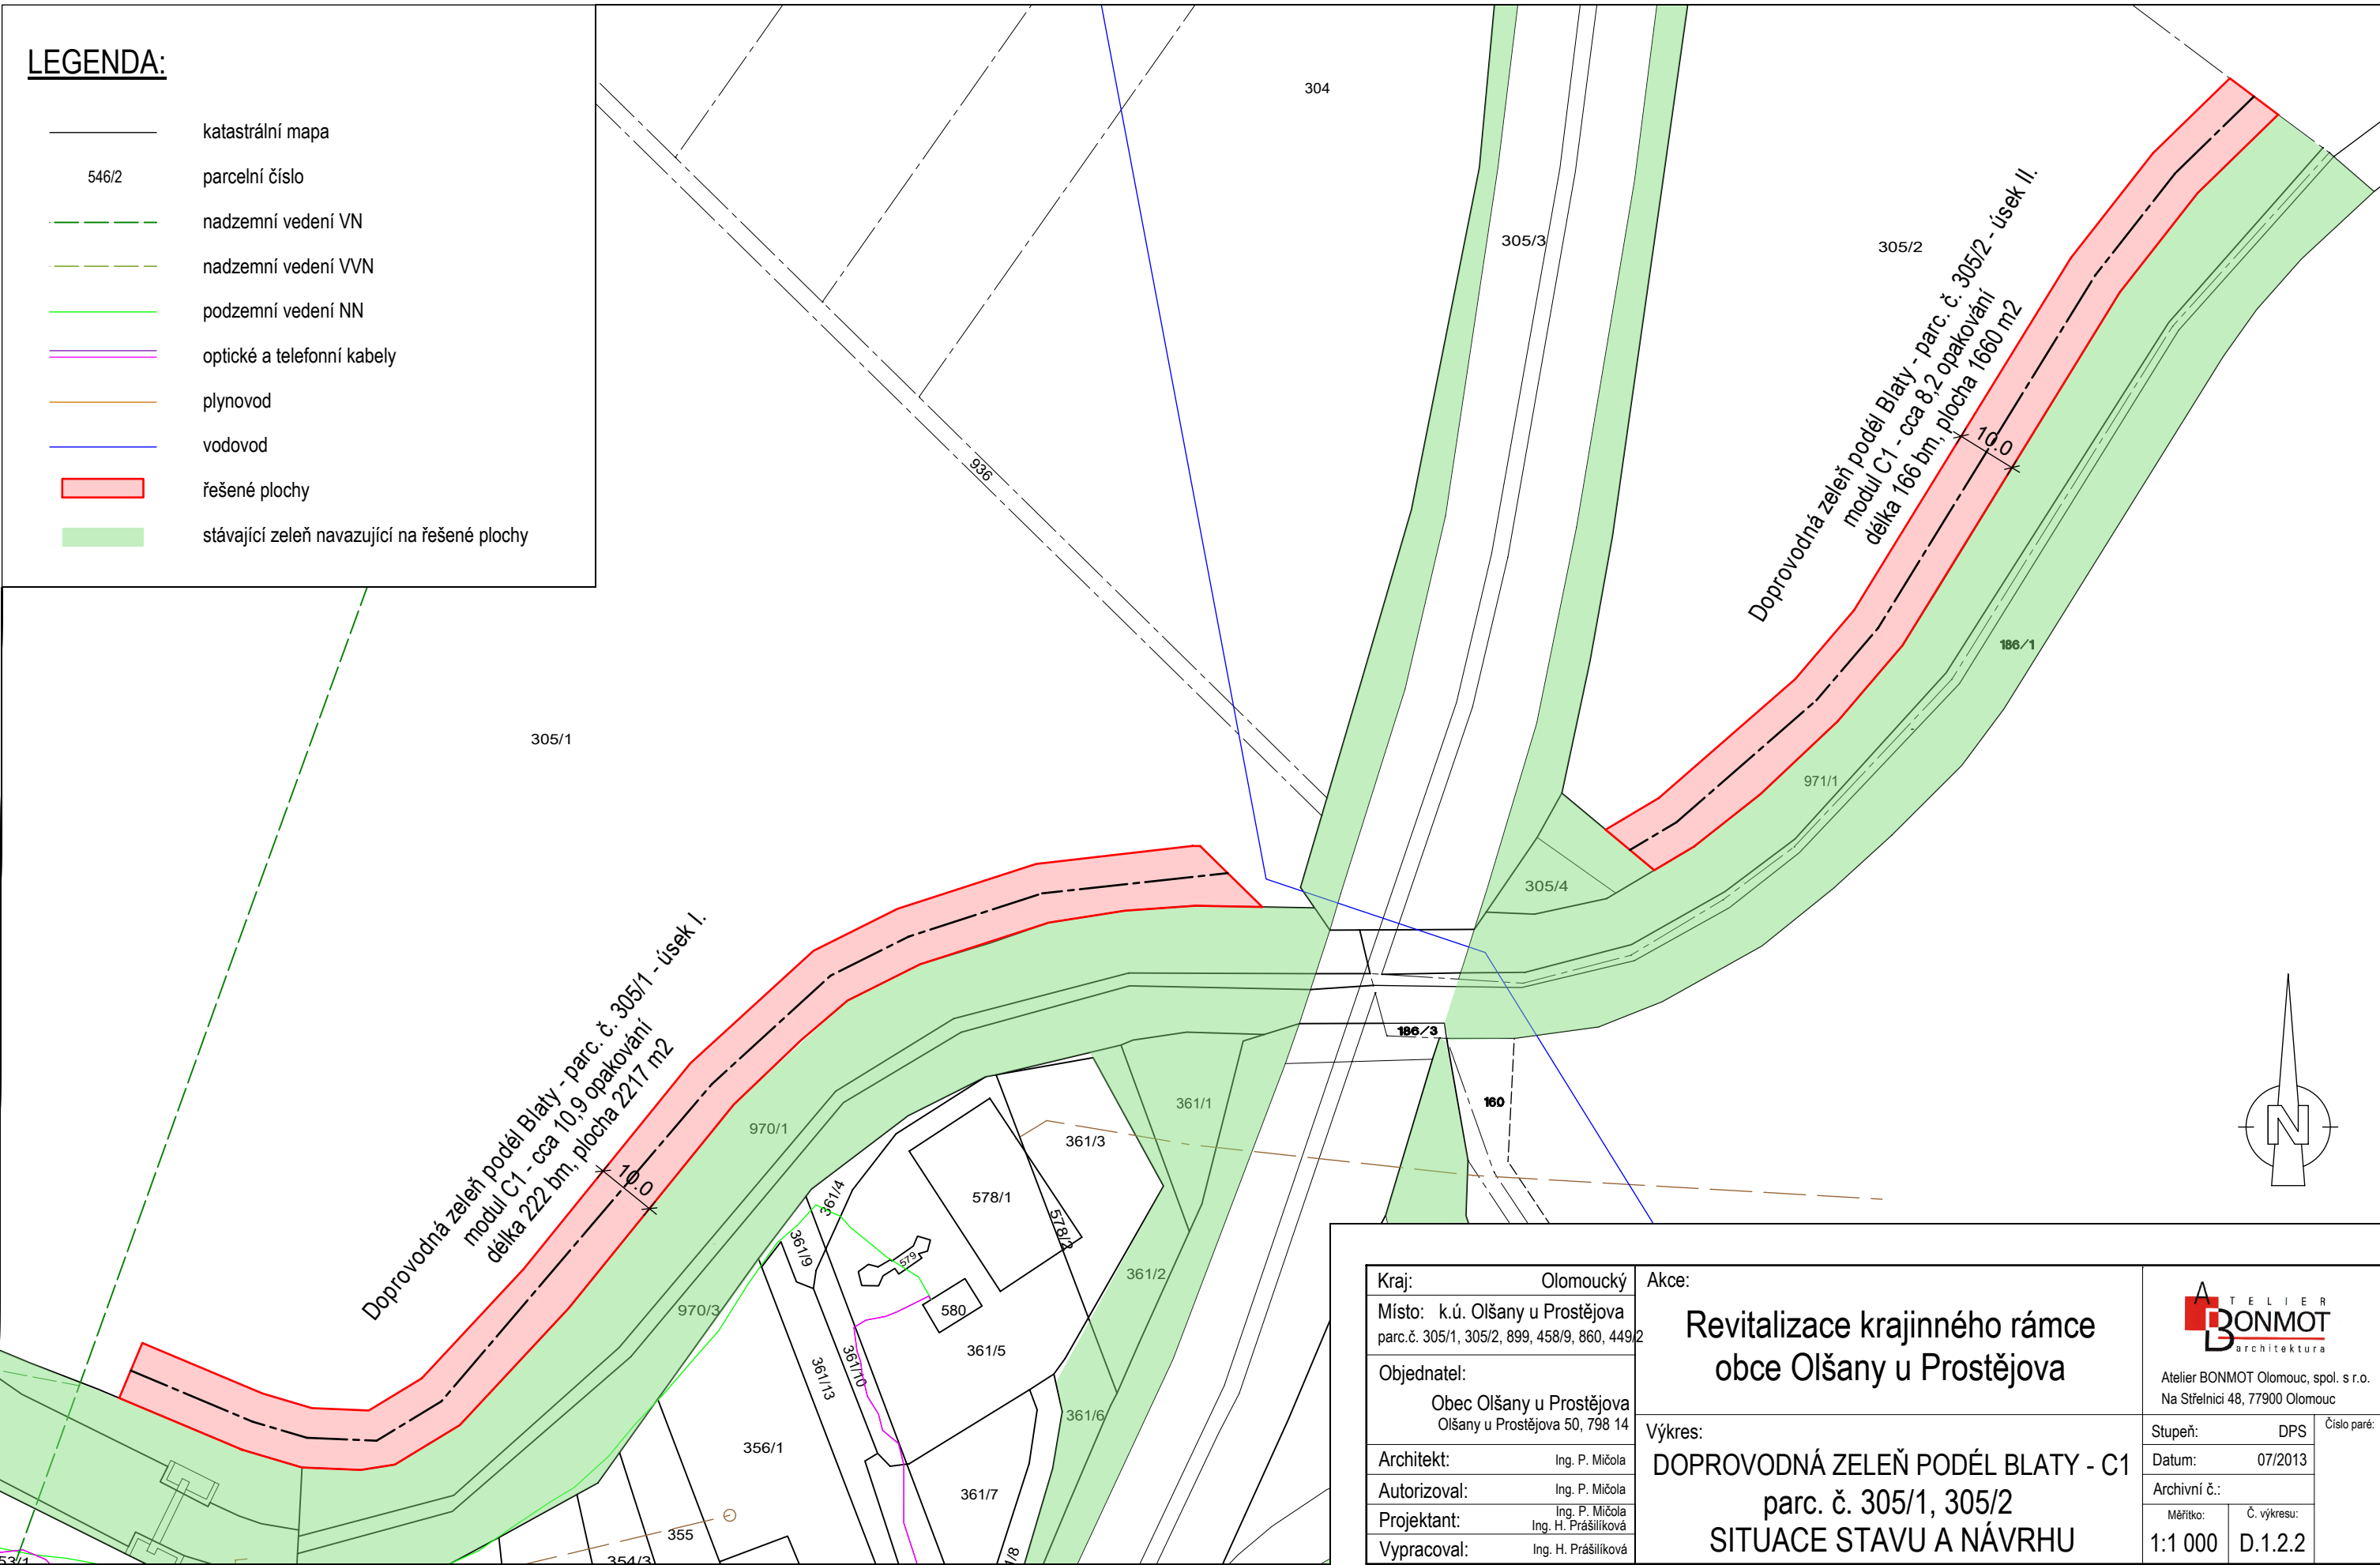 LEGENDA:
katastrální mapa
546/2 parcelní číslo
nadzemní vedení VN
nadzemní vedení VVN
podzemní vedení NN
optické a telefonní kabely
plynovod
vodovod
řešené plochy
stávající zeleň navazující na řešené plochy
304
305/3
305/2
936
305/1
Doprovodná zeleň podél Blaty - parc. č. 305/2 - úsek II.
modul C1 - cca 8,2 opakování
délka 166 bm, plocha 1660 m2
10.0
186/1
971/1
305/4
Doprovodná zeleň podél Blaty - parc. č. 305/1 - úsek I.
modul C1 - cca 10,9 opakování
délka 222 bm, plocha 2217 m2
10.0
186/3
160
970/1
361/1
361/3
361/4
578/1
578/2
361/9
579
361/2
970/3
580
361/5
361/10
361/13
361/6
356/1
361/7
355
354/3
53/1
1/8
N
Kraj: Olomoucký
Místo: k.ú. Olšany u Prostějova
parc.č. 305/1, 305/2, 899, 458/9, 860, 449/2
Objednatel:
Obec Olšany u Prostějova
Olšany u Prostějova 50, 798 14
Architekt: Ing. P. Mičola
Autorizoval: Ing. P. Mičola
Projektant: Ing. P. Mičola
Ing. H. Prášilíková
Vypracoval: Ing. H. Prášilíková
Akce:
Revitalizace krajinného rámce
obce Olšany u Prostějova
Výkres:
DOPROVODNÁ ZELEŇ PODÉL BLATY - C1
parc. č. 305/1, 305/2
SITUACE STAVU A NÁVRHU
ATELIER
BONMOT
architektura
Atelier BONMOT Olomouc, spol. s r.o.
Na Střelnici 48, 77900 Olomouc
Stupeň: DPS
Číslo paré:
Datum: 07/2013
Archivní č.:
Měřítko: Č. výkresu:
1:1 000 D.1.2.2